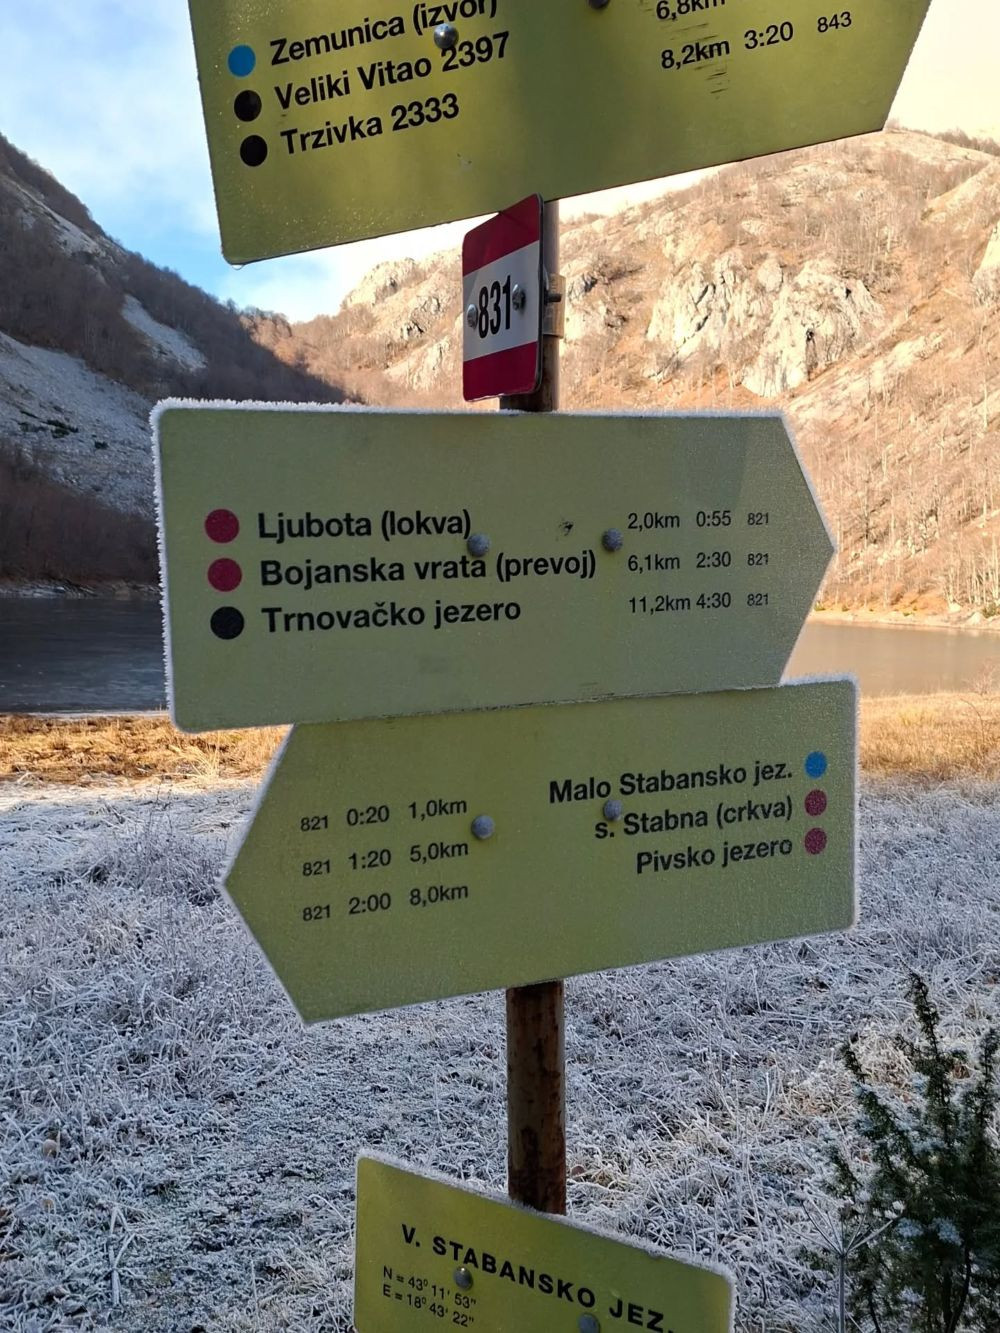 Zemunica (izvor)
Veliki Vitao 2397 6,8km
Trzivka 2333 8,2km 3:20 843
831
Ljubota (lokva) 2,0km 0:55 821
Bojanska vrata (prevoj) 6,1km 2:30 821
Trnovačko jezero 11,2km 4:30 821
821 0:20 1,0km Malo Stabansko jez.
821 1:20 5,0km s. Stabna (crkva)
821 2:00 8,0km Pivsko jezero
V. STABANSKO JEZ.
N = 43° 11' 53"
E = 18° 43' 22"